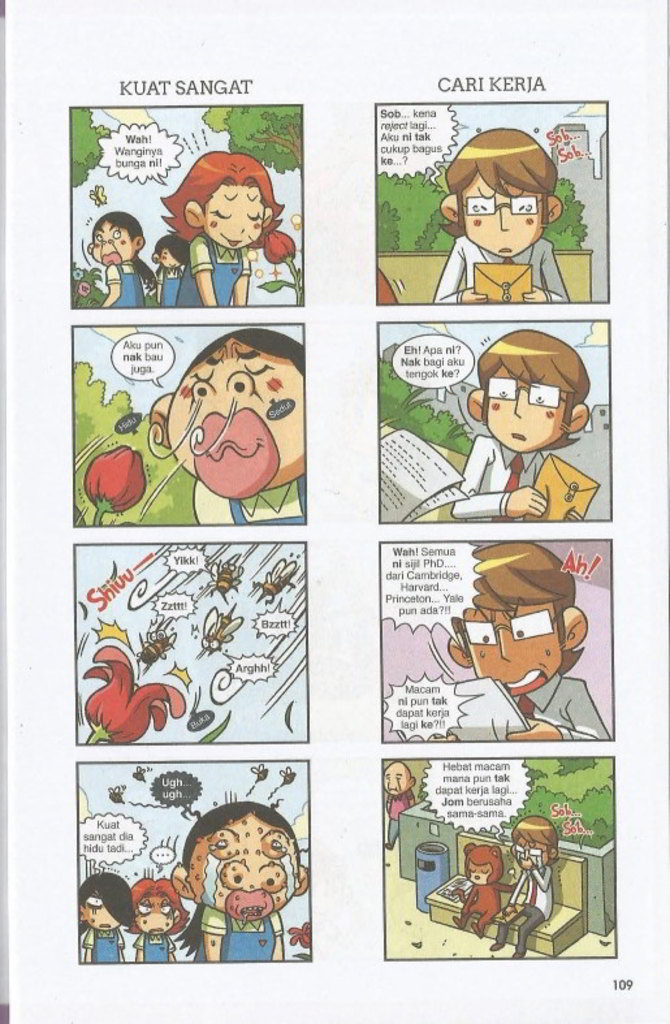 KUAT SANGAT
Wah!
Wanginya
bunga ni!
Aku pun
nak bau
juga.
Hidu
Sedut
Shiuu
Yikk!
Zzttt!
Bzztt!
Arghh!
Buka
Ugh...
ugh...
Kuat
sangat dia
hidu tadi...
...
CARI KERJA
Sob... kena
reject lagi...
Aku ni tak
cukup bagus
ke...?
Sob...
Sob...
Eh! Apa ni?
Nak bagi aku
tengok ke?
Wah! Semua
ni sijil PhD....
dari Cambridge,
Harvard...
Princeton... Yale
pun ada?!!
Ah!
Macam
ni pun tak
dapat kerja
lagi ke?!!
Hebat macam
mana pun tak
dapat kerja lagi...
Jom berusaha
sama-sama.
Sob...
Sob...
109